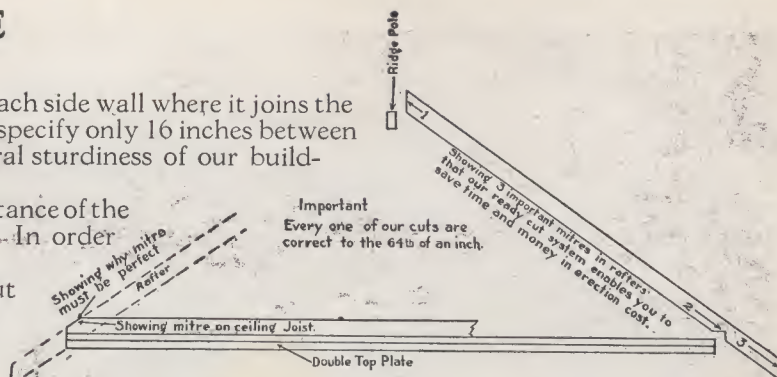 E
ach side wall where it joins the
specify only 16 inches between
ral sturdiness of our build-
tance of the
In order
ut
Ridge Pole
1
Showing 3 important mitres in rafters
that our ready cut system enables you to
save time and money in erection cost.
2
3
Important
Every one of our cuts are
correct to the 64th of an inch.
Showing why mitre
must be perfect
Rafter
Showing mitre on ceiling Joist.
Double Top Plate